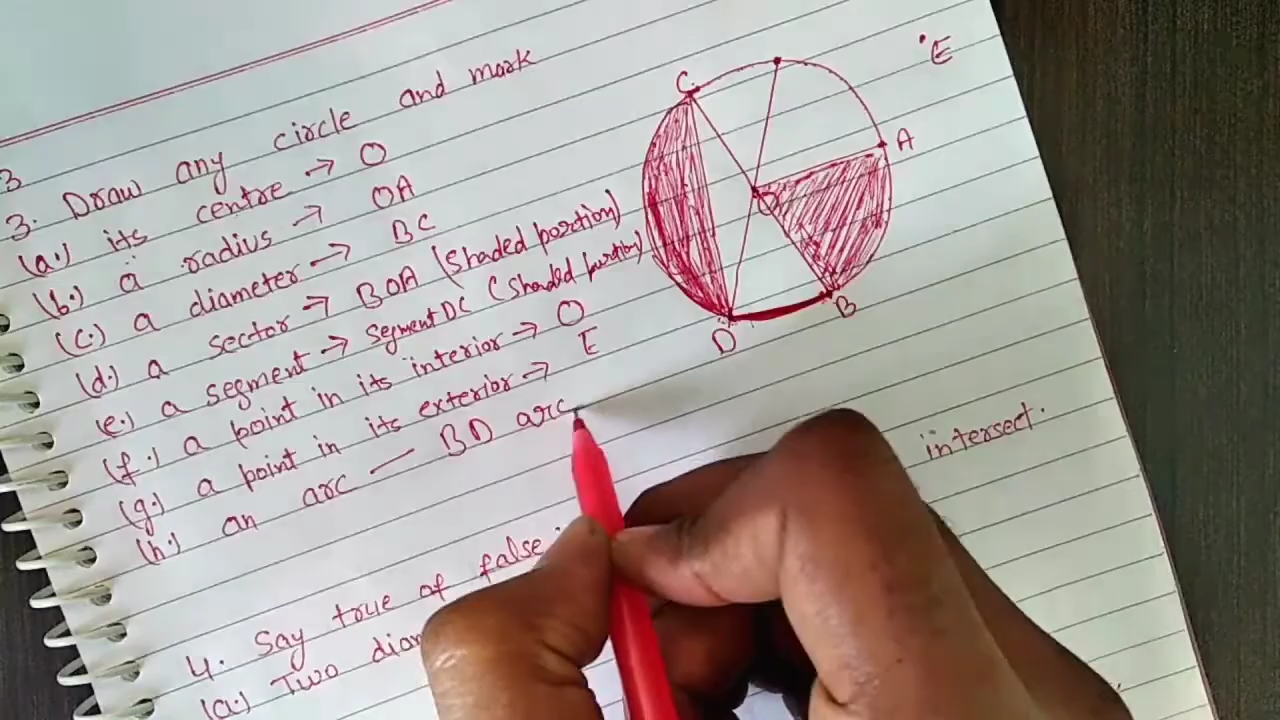 3
3. Draw any circle and mark
(a.) its centre → O
(b.) a radius → OA
(c.) a diameter → BC
(d.) a sector → BOA (shaded portion)
(e.) a segment → segment DC (shaded portion)
(f.) a point in its interior → O
(g.) a point in its exterior → E
(h.) an arc — BD arc
C
E
A
O
B
D
intersect.
4. Say true of false
(a.) Two diam